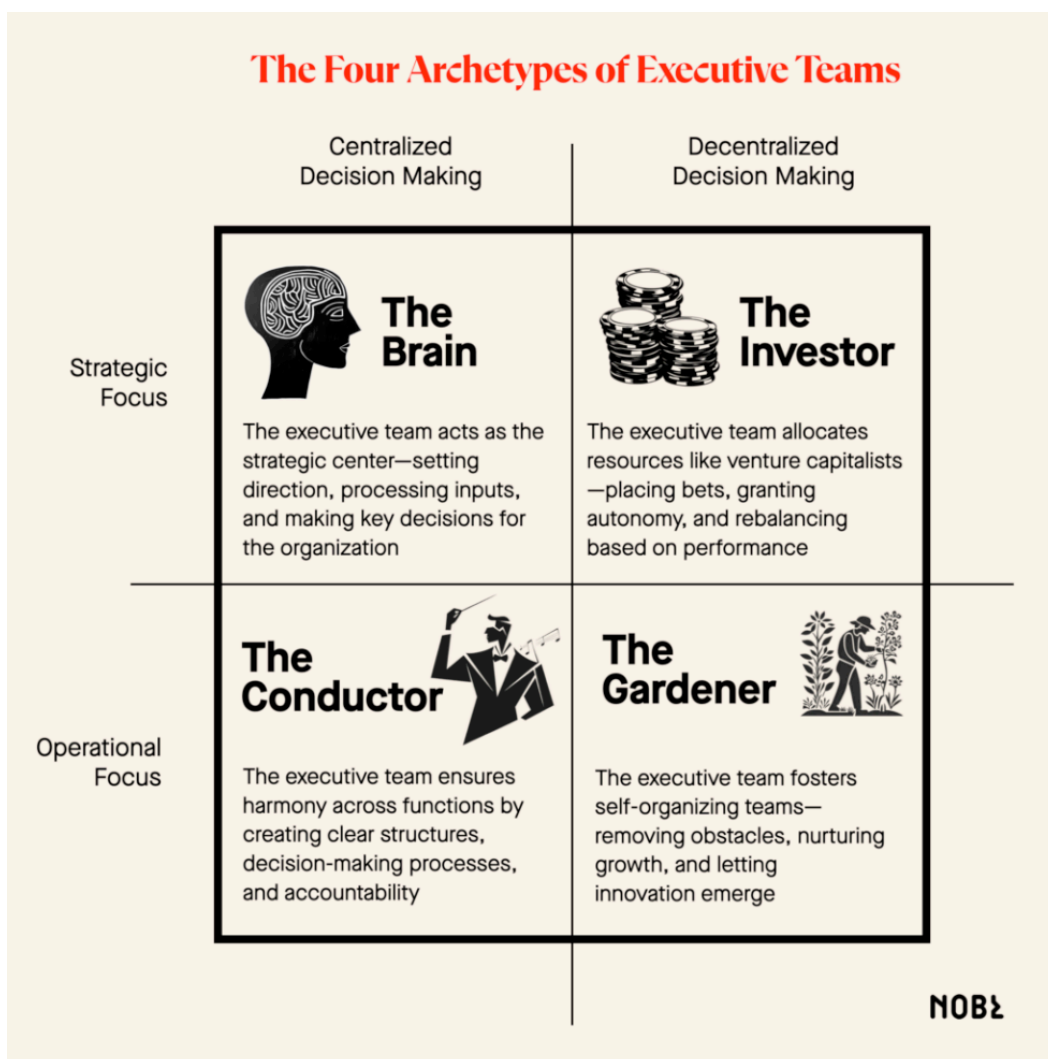 The Four Archetypes of Executive Teams
Centralized
Decision Making
Decentralized
Decision Making
Strategic
Focus
The
Brain
The executive team acts as the
strategic center—setting
direction, processing inputs,
and making key decisions for
the organization
The
Investor
The executive team allocates
resources like venture capitalists
—placing bets, granting
autonomy, and rebalancing
based on performance
Operational
Focus
The
Conductor
The executive team ensures
harmony across functions by
creating clear structures,
decision-making processes,
and accountability
The
Gardener
The executive team fosters
self-organizing teams—
removing obstacles, nurturing
growth, and letting
innovation emerge
NOBL